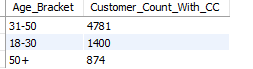 Age_Bracket Customer_Count_With_CC
31-50 4781
18-30 1400
50+ 874